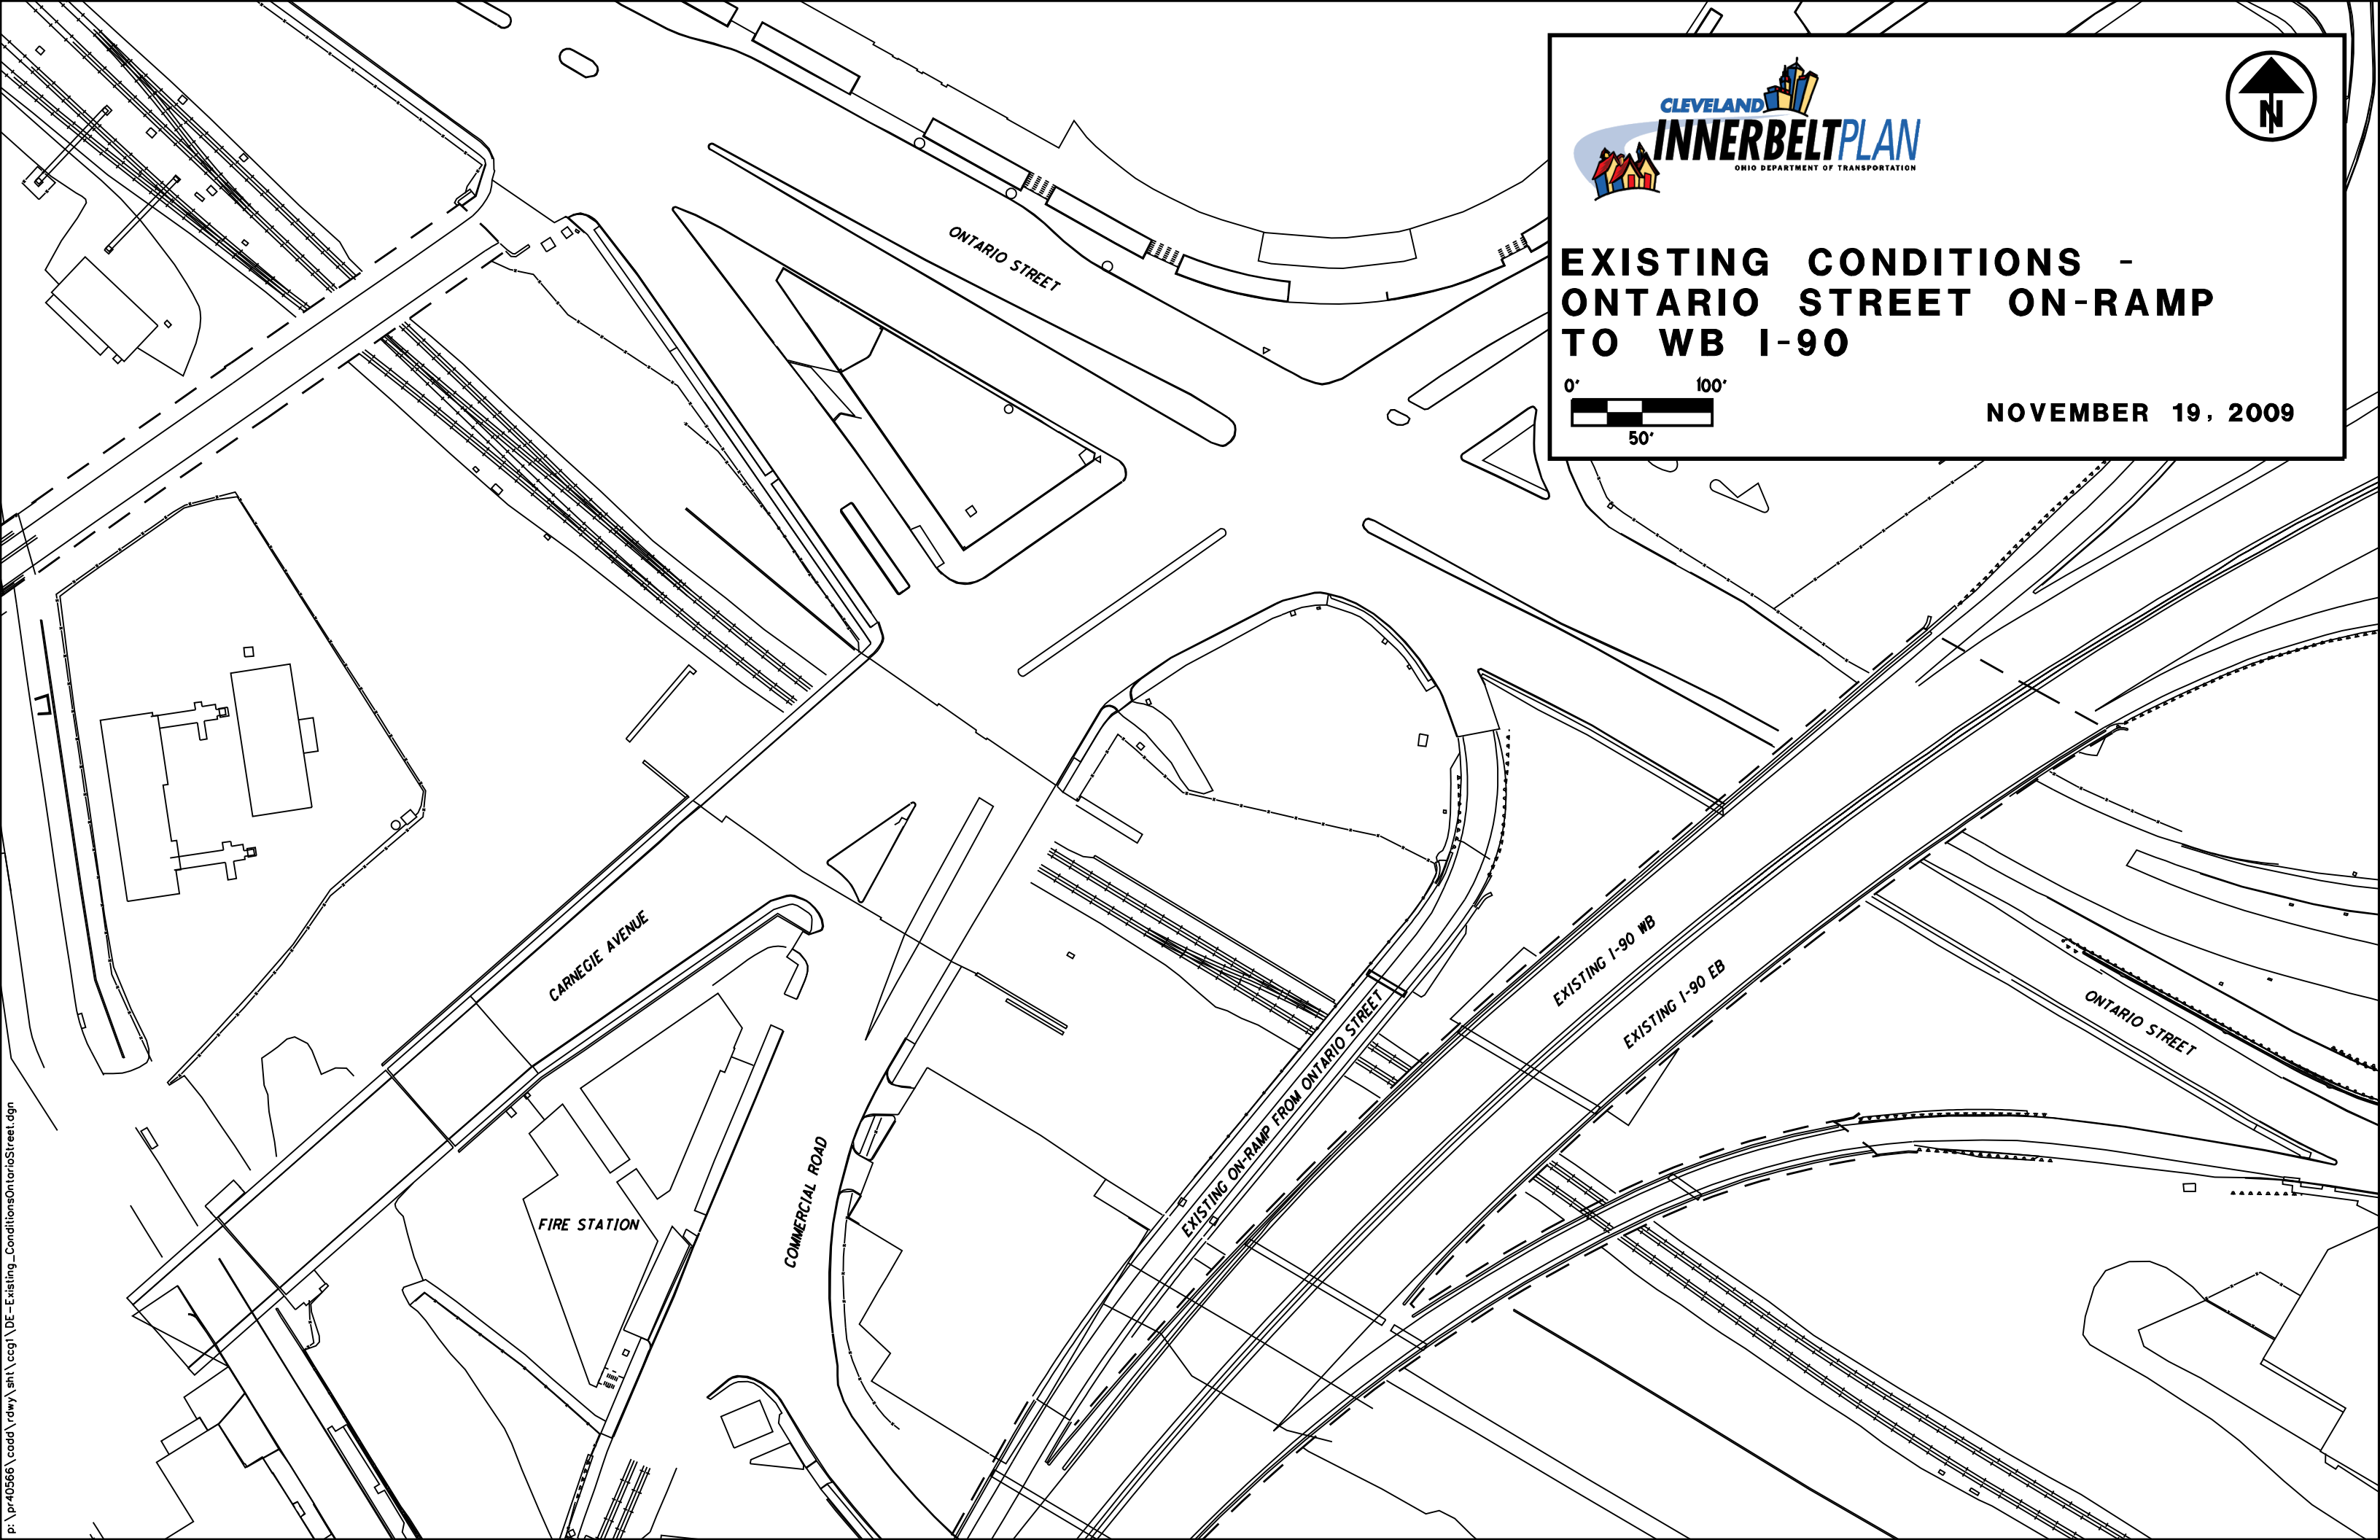 CLEVELAND
INNERBELTPLAN
OHIO DEPARTMENT OF TRANSPORTATION
N
EXISTING CONDITIONS -
ONTARIO STREET ON-RAMP
TO WB I-90
0' 100'
50'
NOVEMBER 19, 2009
ONTARIO STREET
CARNEGIE AVENUE
EXISTING I-90 WB
EXISTING I-90 EB
ONTARIO STREET
EXISTING ON-RAMP FROM ONTARIO STREET
COMMERCIAL ROAD
FIRE STATION
p:\pr40566\codd\rdwy\sht\ccg1\DE-Existing_ConditionsOntarioStreet.dgn